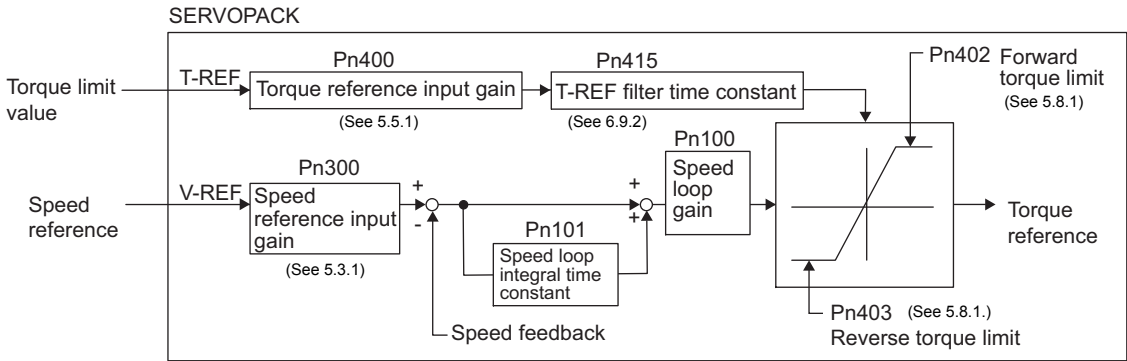 SERVOPACK
Torque limit
value
T-REF
Pn400
Torque reference input gain
(See 5.5.1)
Pn415
T-REF filter time constant
(See 6.9.2)
Pn402
Forward
torque limit
(See 5.8.1)
Speed
reference
V-REF
Pn300
Speed
reference input
gain
(See 5.3.1)
+
-
Speed feedback
Pn101
Speed loop
integral time
constant
+
+
Pn100
Speed
loop
gain
Pn403 (See 5.8.1.)
Reverse torque limit
Torque
reference